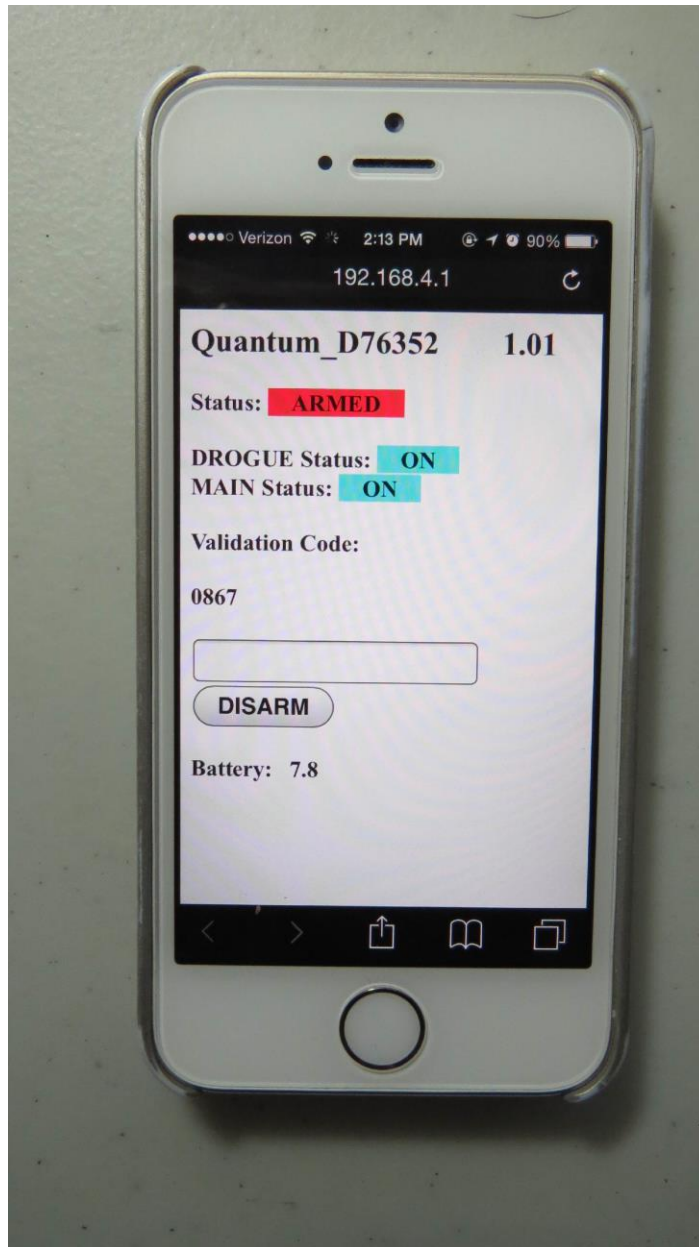 Verizon 2:13 PM 90%
192.168.4.1
Quantum_D76352 1.01
Status: ARMED
DROGUE Status: ON
MAIN Status: ON
Validation Code:
0867
DISARM
Battery: 7.8